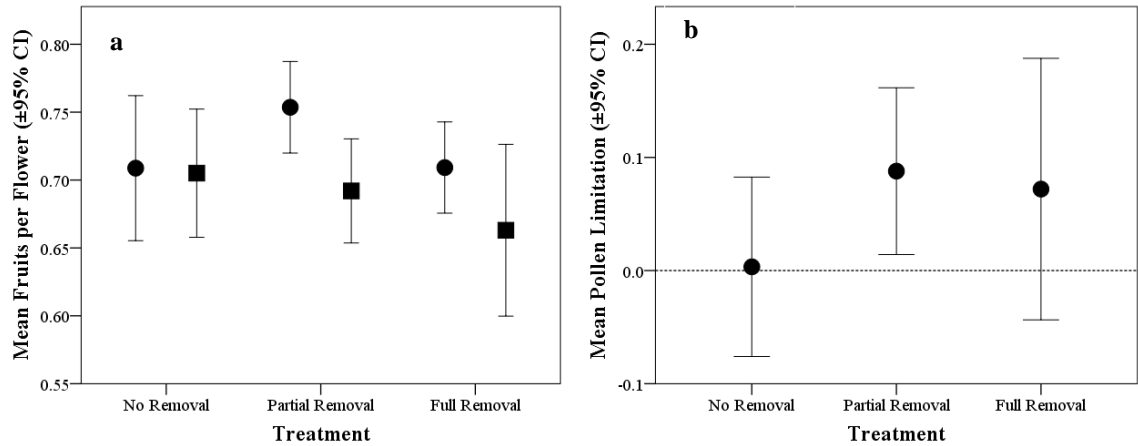 a
Mean Fruits per Flower (±95% CI)
0.80
0.75
0.70
0.65
0.60
0.55
No Removal
Partial Removal
Full Removal
Treatment
b
Mean Pollen Limitation (±95% CI)
0.2
0.1
0.0
-0.1
No Removal
Partial Removal
Full Removal
Treatment